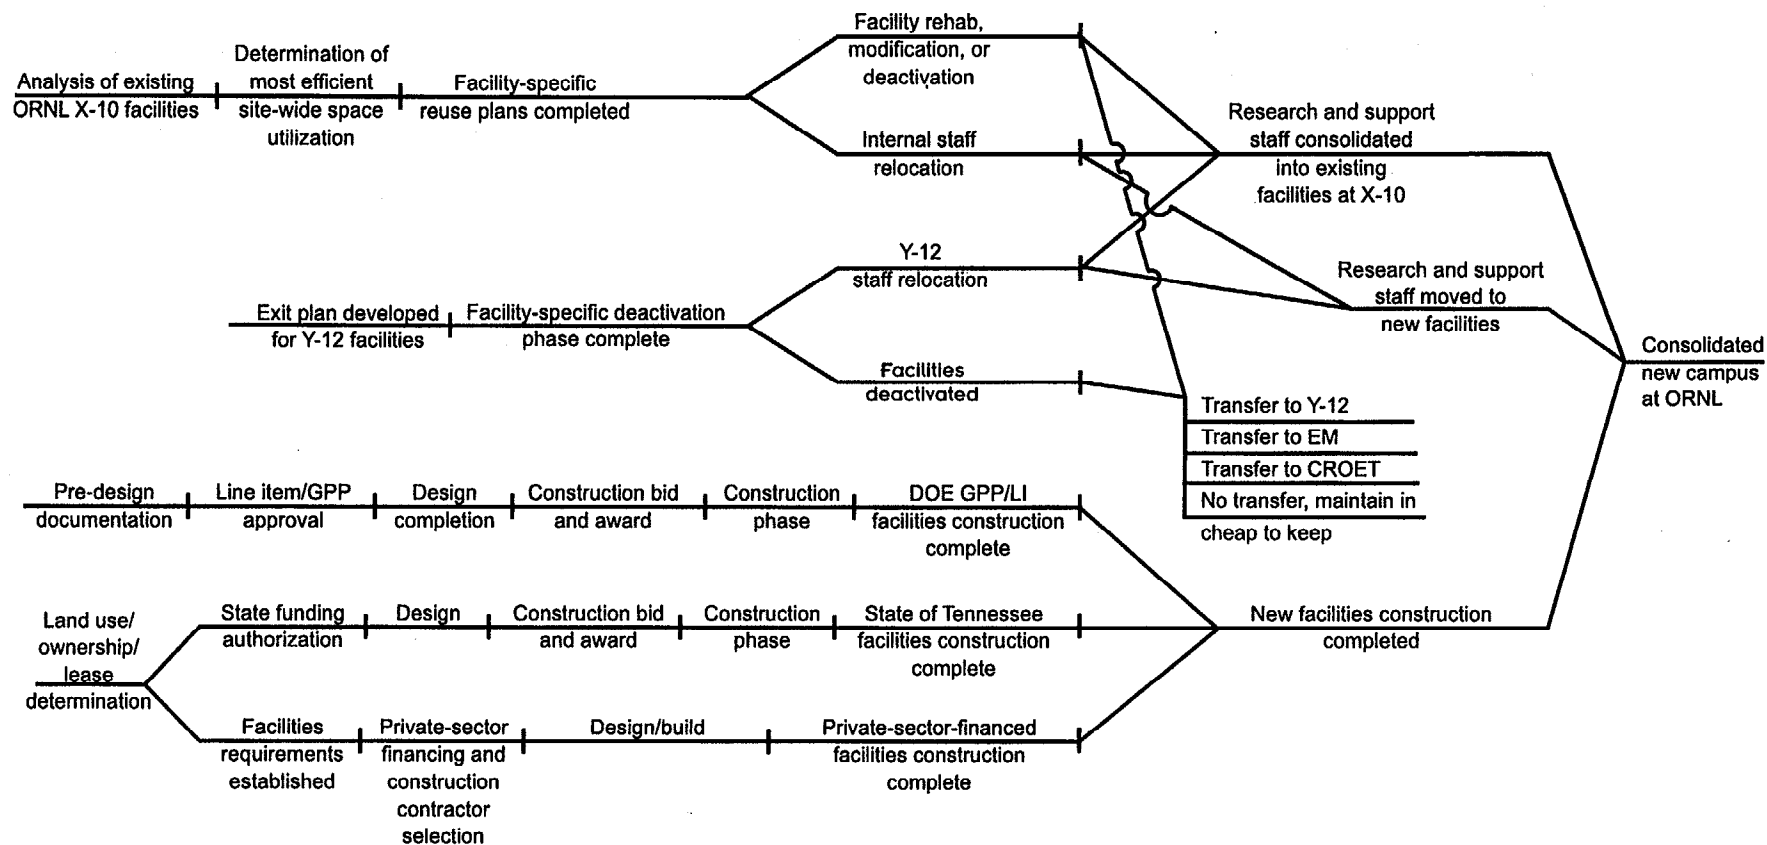 Analysis of existing
ORNL X-10 facilities
Determination of
most efficient
site-wide space
utilization
Facility-specific
reuse plans completed
Facility rehab,
modification, or
deactivation
Internal staff
relocation
Research and support
staff consolidated
into existing
facilities at X-10
Exit plan developed
for Y-12 facilities
Facility-specific deactivation
phase complete
Y-12
staff relocation
Facilities
deactivated
Research and support
staff moved to
new facilities
Transfer to Y-12
Transfer to EM
Transfer to CROET
No transfer, maintain in
cheap to keep
Consolidated
new campus
at ORNL
Pre-design
documentation
Line item/GPP
approval
Design
completion
Construction bid
and award
Construction
phase
DOE GPP/LI
facilities construction
complete
Land use/
ownership/
lease
determination
State funding
authorization
Design
Construction bid
and award
Construction
phase
State of Tennessee
facilities construction
complete
New facilities construction
completed
Facilities
requirements
established
Private-sector
financing and
construction
contractor
selection
Design/build
Private-sector-financed
facilities construction
complete